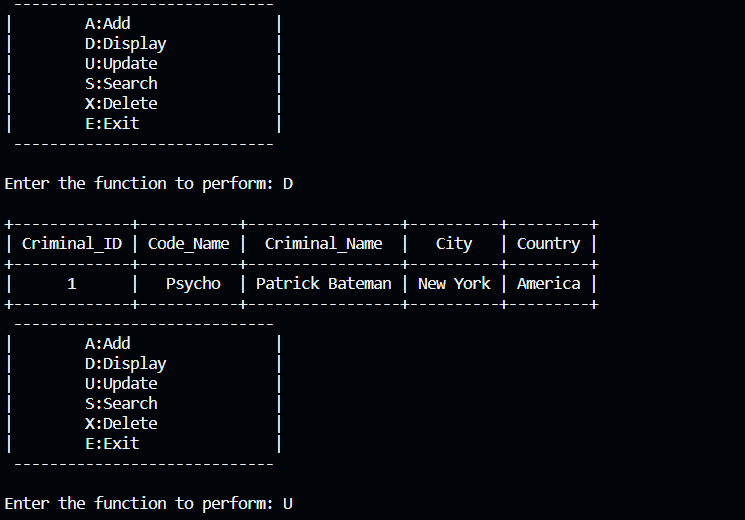 -----------------------------
|        A:Add                |
|        D:Display            |
|        U:Update             |
|        S:Search             |
|        X:Delete             |
|        E:Exit               |
-----------------------------
Enter the function to perform: D
+-------------+-----------+-----------------+----------+---------+
| Criminal_ID | Code_Name |  Criminal_Name  |   City   | Country |
+-------------+-----------+-----------------+----------+---------+
|      1      |   Psycho  | Patrick Bateman | New York | America |
+-------------+-----------+-----------------+----------+---------+
-----------------------------
|        A:Add                |
|        D:Display            |
|        U:Update             |
|        S:Search             |
|        X:Delete             |
|        E:Exit               |
-----------------------------
Enter the function to perform: U